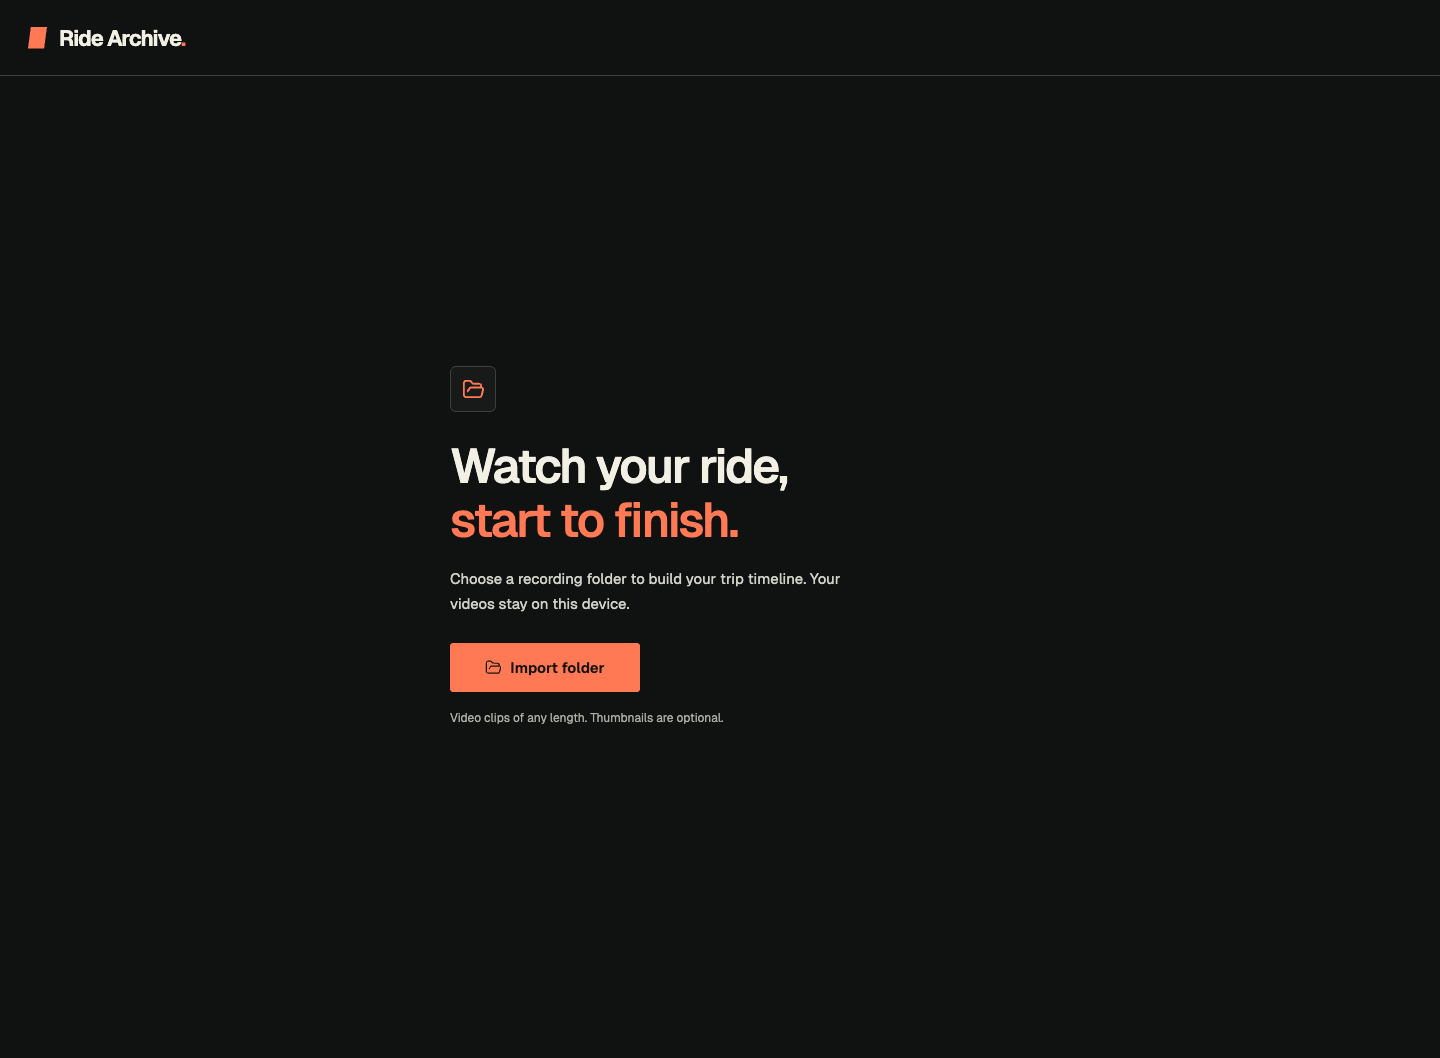 Ride Archive.
Watch your ride,
start to finish.
Choose a recording folder to build your trip timeline. Your
videos stay on this device.
Import folder
Video clips of any length. Thumbnails are optional.